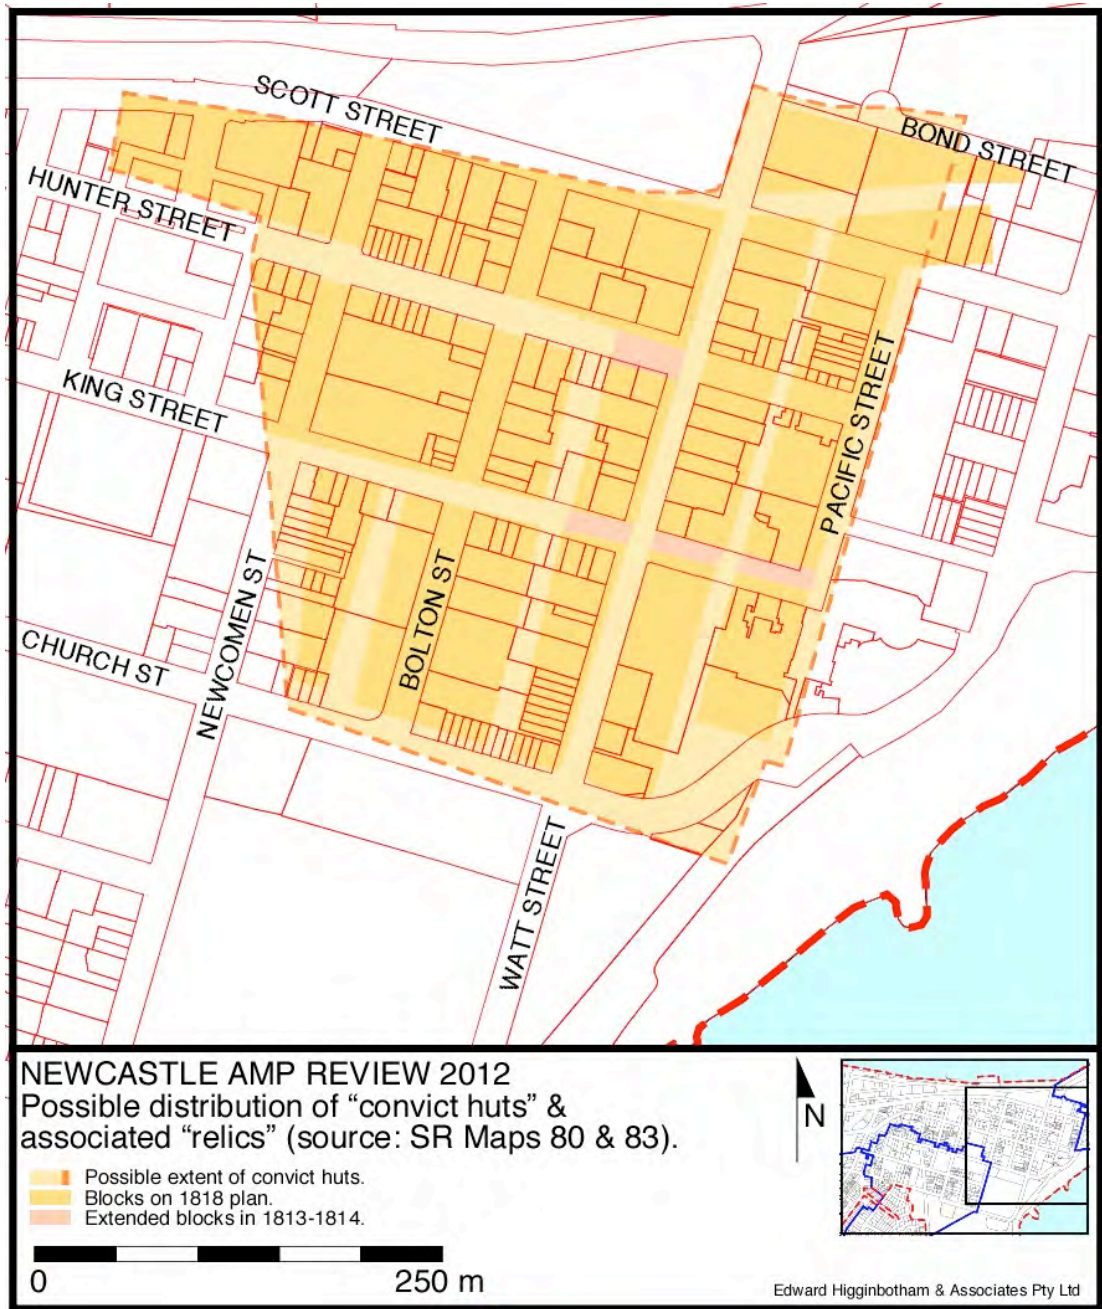 SCOTT STREET
BOND STREET
HUNTER STREET
KING STREET
PACIFIC STREET
BOLTON ST
NEWCOMEN ST
CHURCH ST
WATT STREET
NEWCASTLE AMP REVIEW 2012
Possible distribution of “convict huts” &
associated “relics” (source: SR Maps 80 & 83).
Possible extent of convict huts.
Blocks on 1818 plan.
Extended blocks in 1813-1814.
0 250 m
N
Edward Higginbotham & Associates Pty Ltd